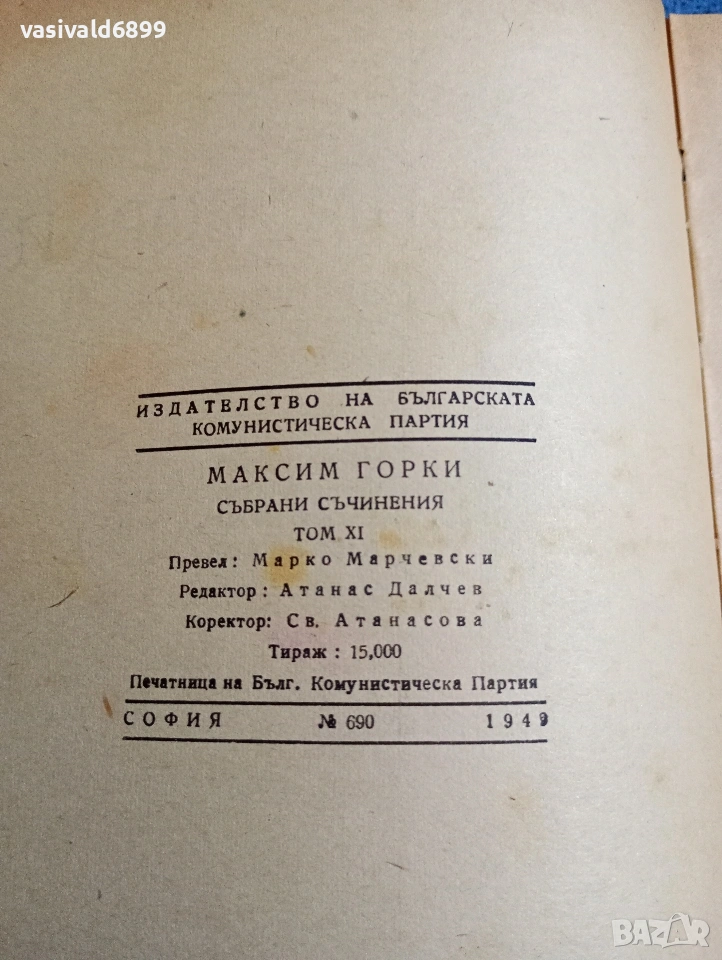 vasivald6899
ИЗДАТЕЛСТВО НА БЪЛГАРСКАТА
КОМУНИСТИЧЕСКА ПАРТИЯ
МАКСИМ ГОРКИ
СЪБРАНИ СЪЧИНЕНИЯ
ТОМ XI
Превел: Марко Марчевски
Редактор: Атанас Далчев
Коректор: Св. Атанасова
Тираж: 15,000
Печатница на Бълг. Комунистическа Партия
СОФИЯ № 690 1949
BAZAR